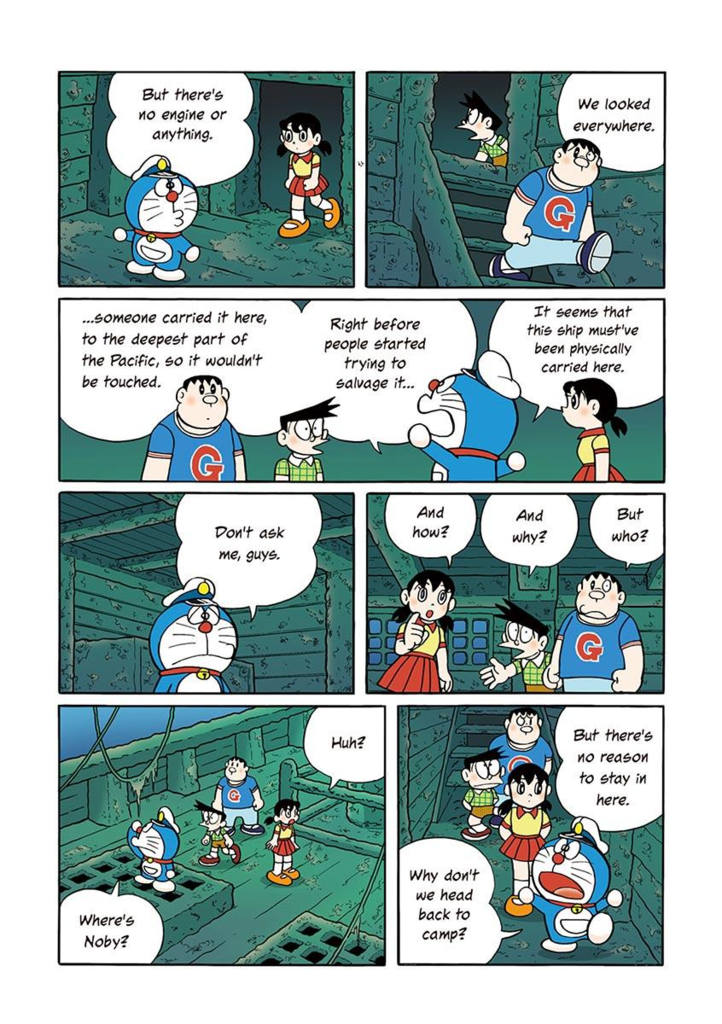 We looked
everywhere.
G
But there's
no engine or
anything.
It seems that
this ship must've
been physically
carried here.
Right before
people started
trying to
salvage it...
...someone carried it here,
to the deepest part of
the Pacific, so it wouldn't
be touched.
G
But
who?
And
why?
And
how?
G
Don't ask
me, guys.
But there's
no reason
to stay in
here.
G
Why don't
we head
back to
camp?
Huh?
G
Where's
Noby?